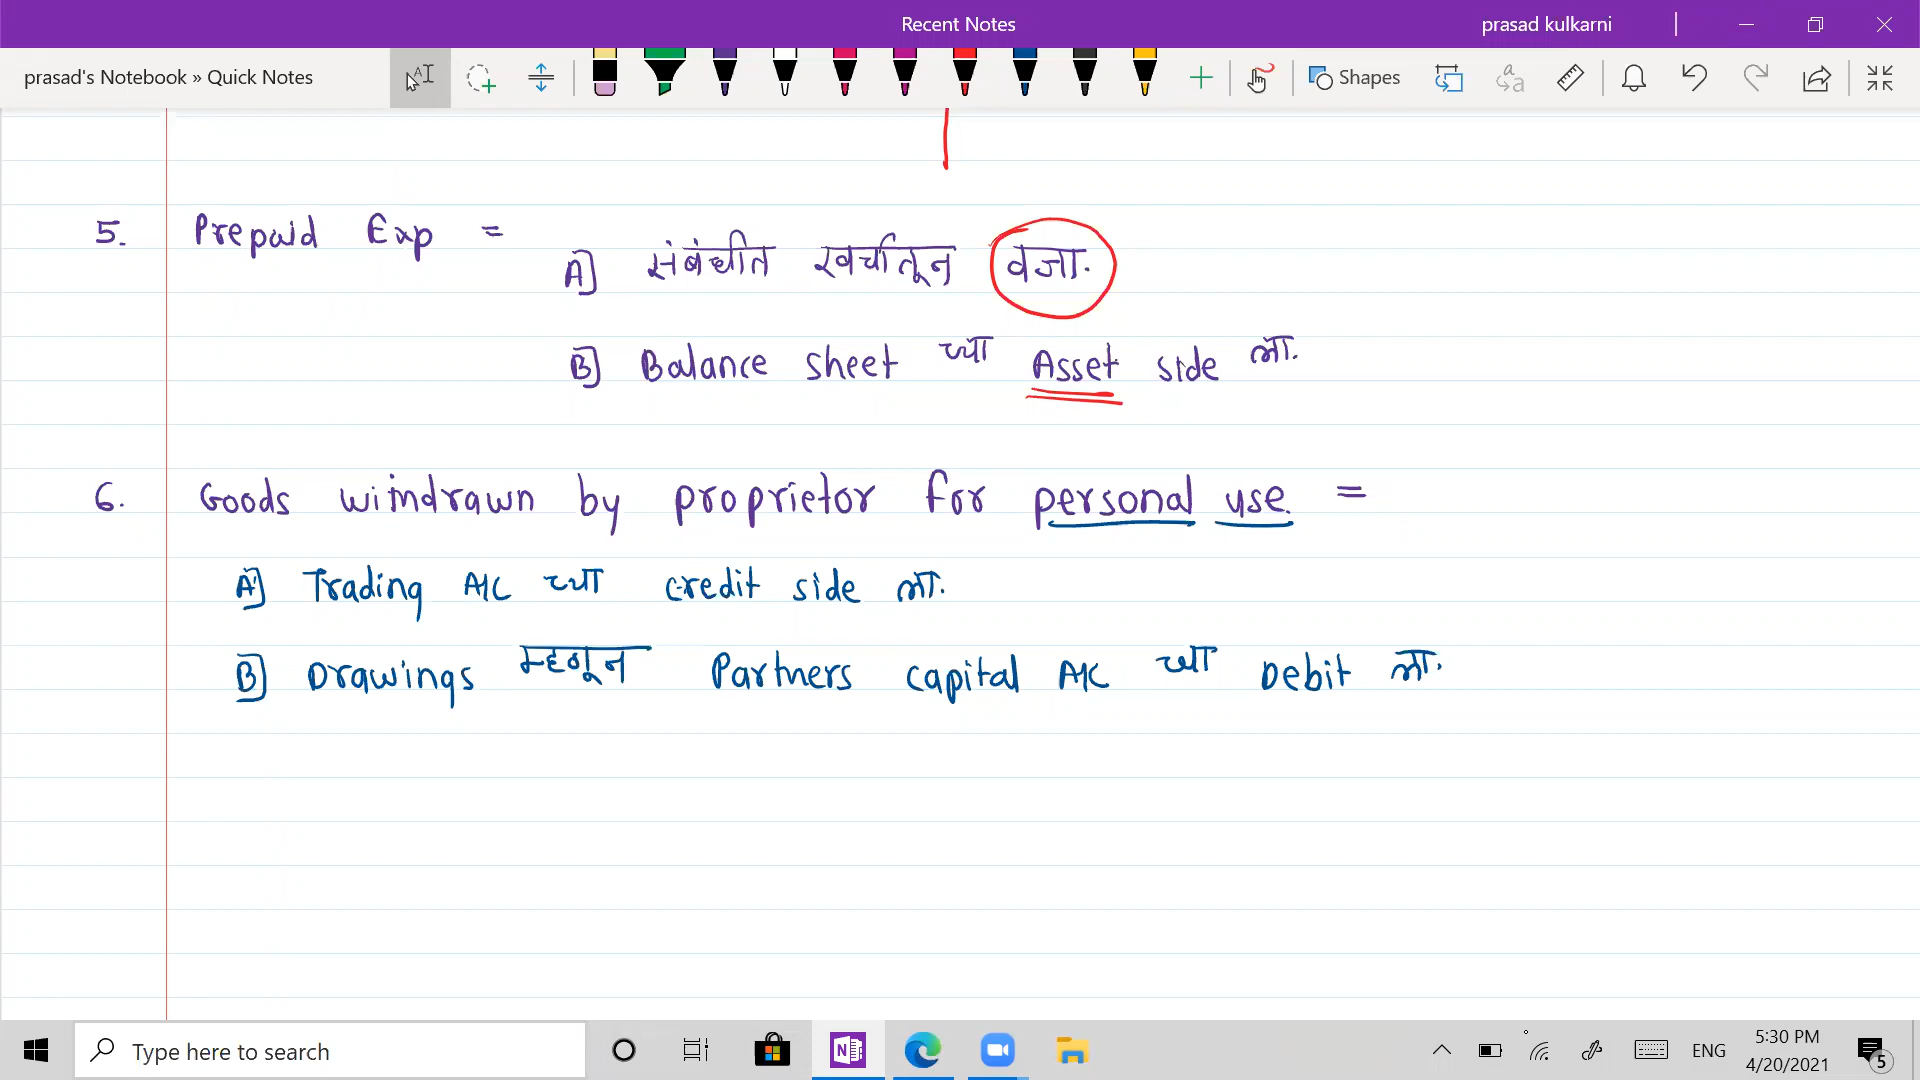 Recent Notes
prasad kulkarni
prasad's Notebook » Quick Notes
Shapes
5. Prepaid Exp =
A] संबंधीत खर्चातून वजा.
B] Balance sheet च्या Asset side ला.
6. Goods withdrawn by proprietor for personal use. =
A] Trading A/C च्या credit side ला.
B] Drawings म्हणून Partners capital A/C च्या Debit ला.
Type here to search
ENG
5:30 PM
4/20/2021
5